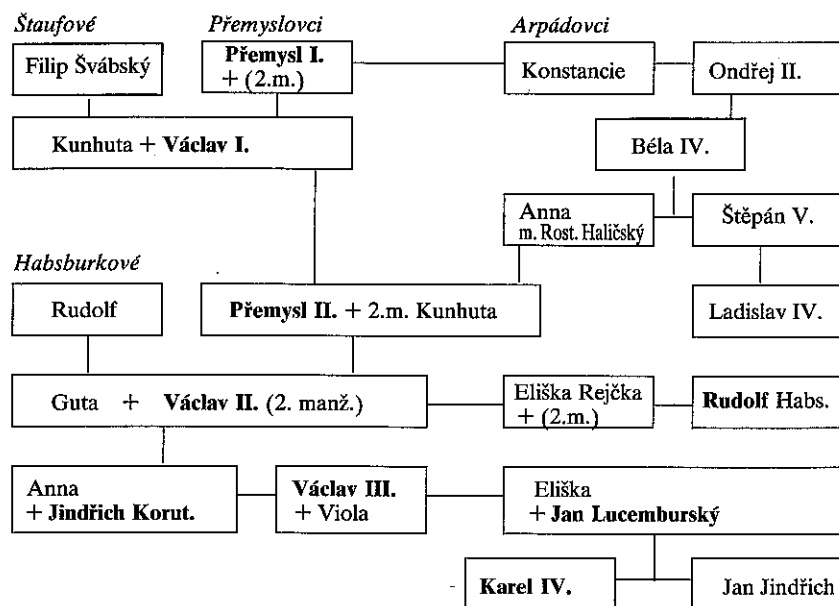 Štaufové
Přemyslovci
Arpádovci
Filip Švábský
Přemysl I.
+ (2.m.)
Konstancie
Ondřej II.
Kunhuta + Václav I.
Béla IV.
Anna
m. Rost. Haličský
Štěpán V.
Habsburkové
Rudolf
Přemysl II. + 2.m. Kunhuta
Ladislav IV.
Guta + Václav II. (2. manž.)
Eliška Rejčka
+ (2.m.)
Rudolf Habs.
Anna
+ Jindřich Korut.
Václav III.
+ Viola
Eliška
+ Jan Lucemburský
Karel IV.
Jan Jindřich